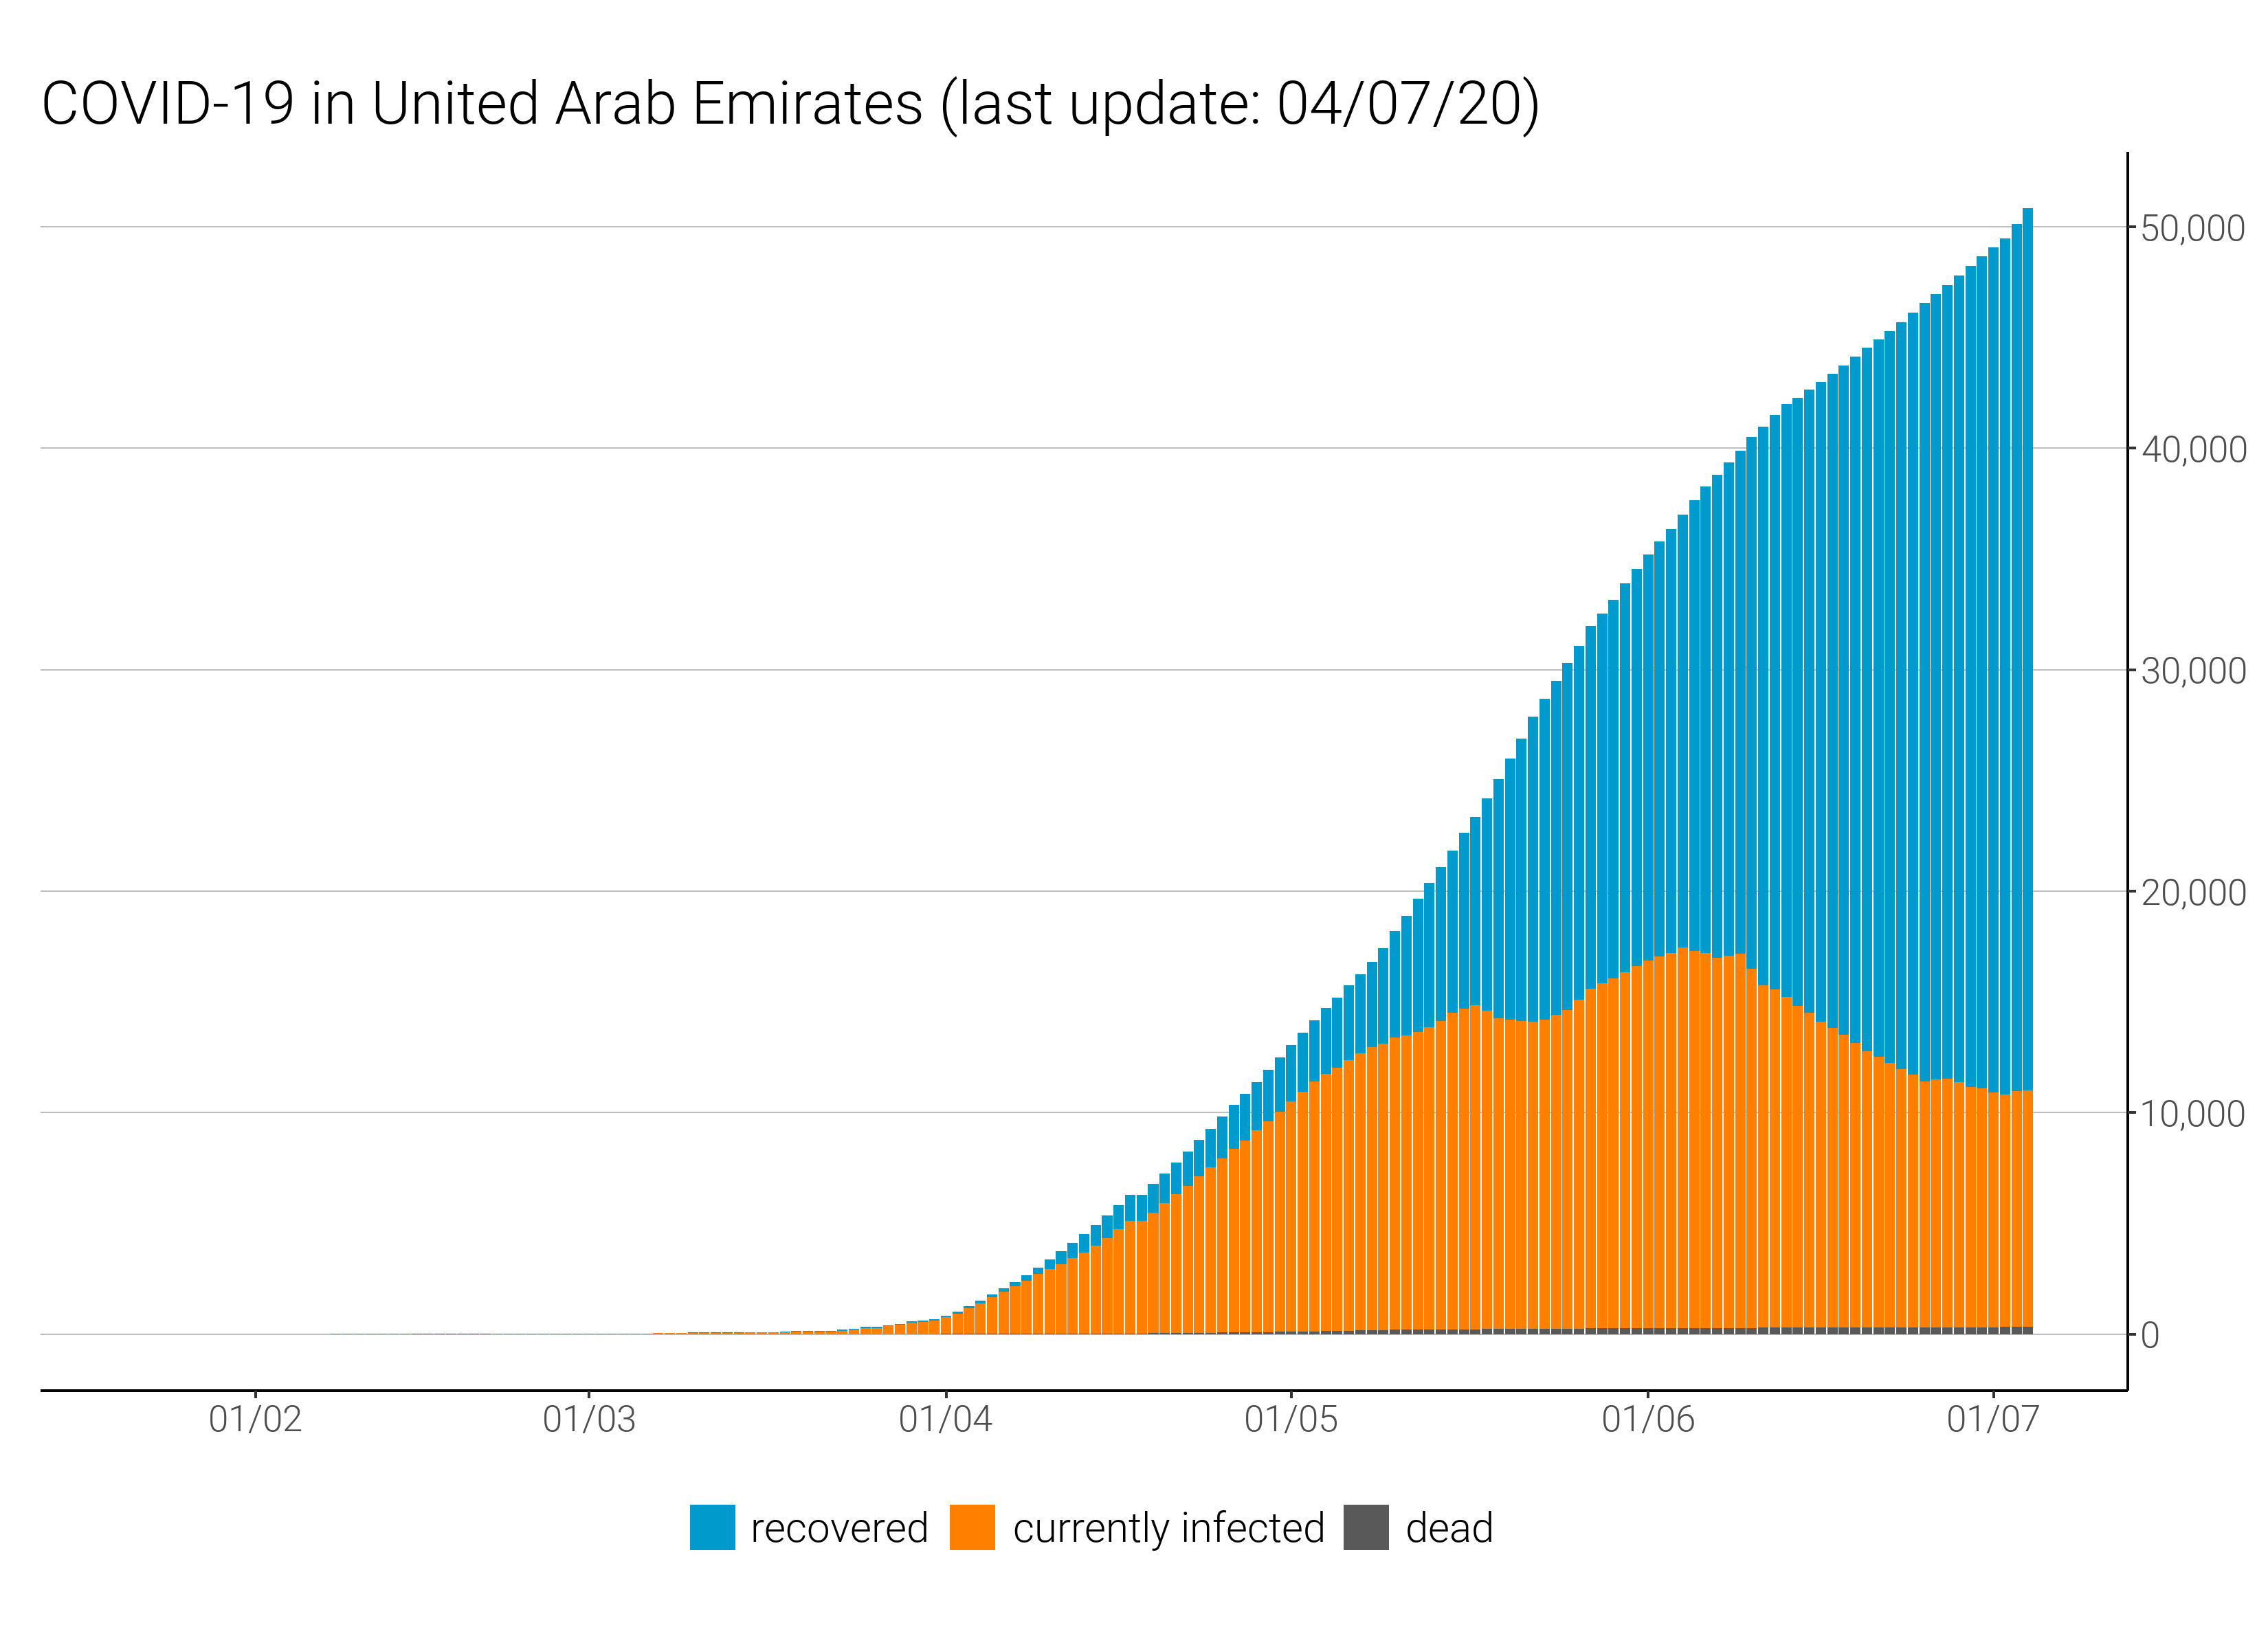 COVID-19 in United Arab Emirates (last update: 04/07/20)
50,000
40,000
30,000
20,000
10,000
0
01/02 01/03 01/04 01/05 01/06 01/07
recovered currently infected dead